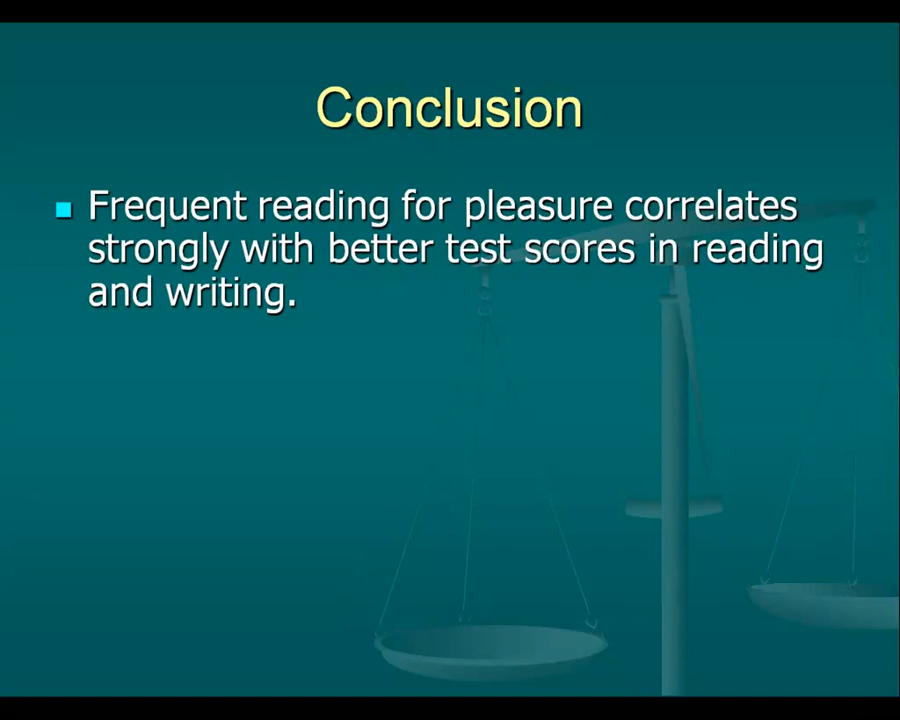 Conclusion
Frequent reading for pleasure correlates
strongly with better test scores in reading
and writing.